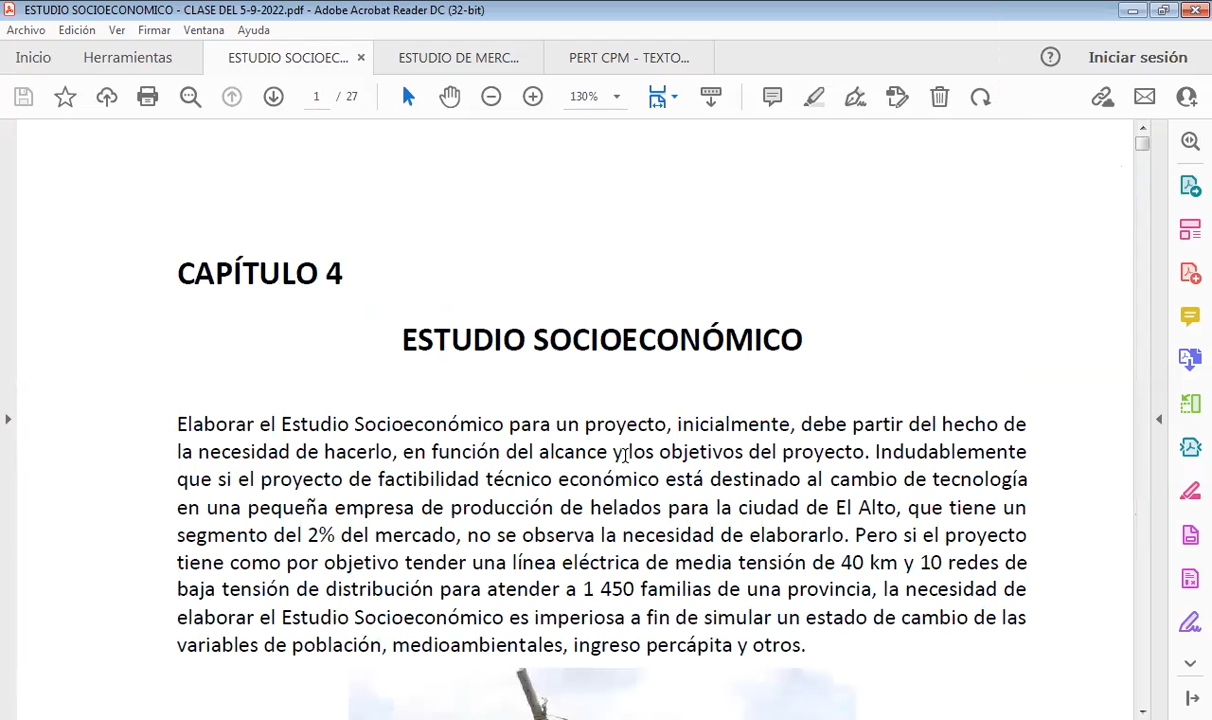 ESTUDIO SOCIOECONOMICO - CLASE DEL 5-9-2022.pdf - Adobe Acrobat Reader DC (32-bit)
Archivo Edición Ver Firmar Ventana Ayuda
Inicio Herramientas ESTUDIO SOCIOEC... ESTUDIO DE MERC... PERT CPM - TEXTO... Iniciar sesión
1 / 27 130%
CAPÍTULO 4
ESTUDIO SOCIOECONÓMICO
Elaborar el Estudio Socioeconómico para un proyecto, inicialmente, debe partir del hecho de
la necesidad de hacerlo, en función del alcance y los objetivos del proyecto. Indudablemente
que si el proyecto de factibilidad técnico económico está destinado al cambio de tecnología
en una pequeña empresa de producción de helados para la ciudad de El Alto, que tiene un
segmento del 2% del mercado, no se observa la necesidad de elaborarlo. Pero si el proyecto
tiene como por objetivo tender una línea eléctrica de media tensión de 40 km y 10 redes de
baja tensión de distribución para atender a 1 450 familias de una provincia, la necesidad de
elaborar el Estudio Socioeconómico es imperiosa a fin de simular un estado de cambio de las
variables de población, medioambientales, ingreso percápita y otros.